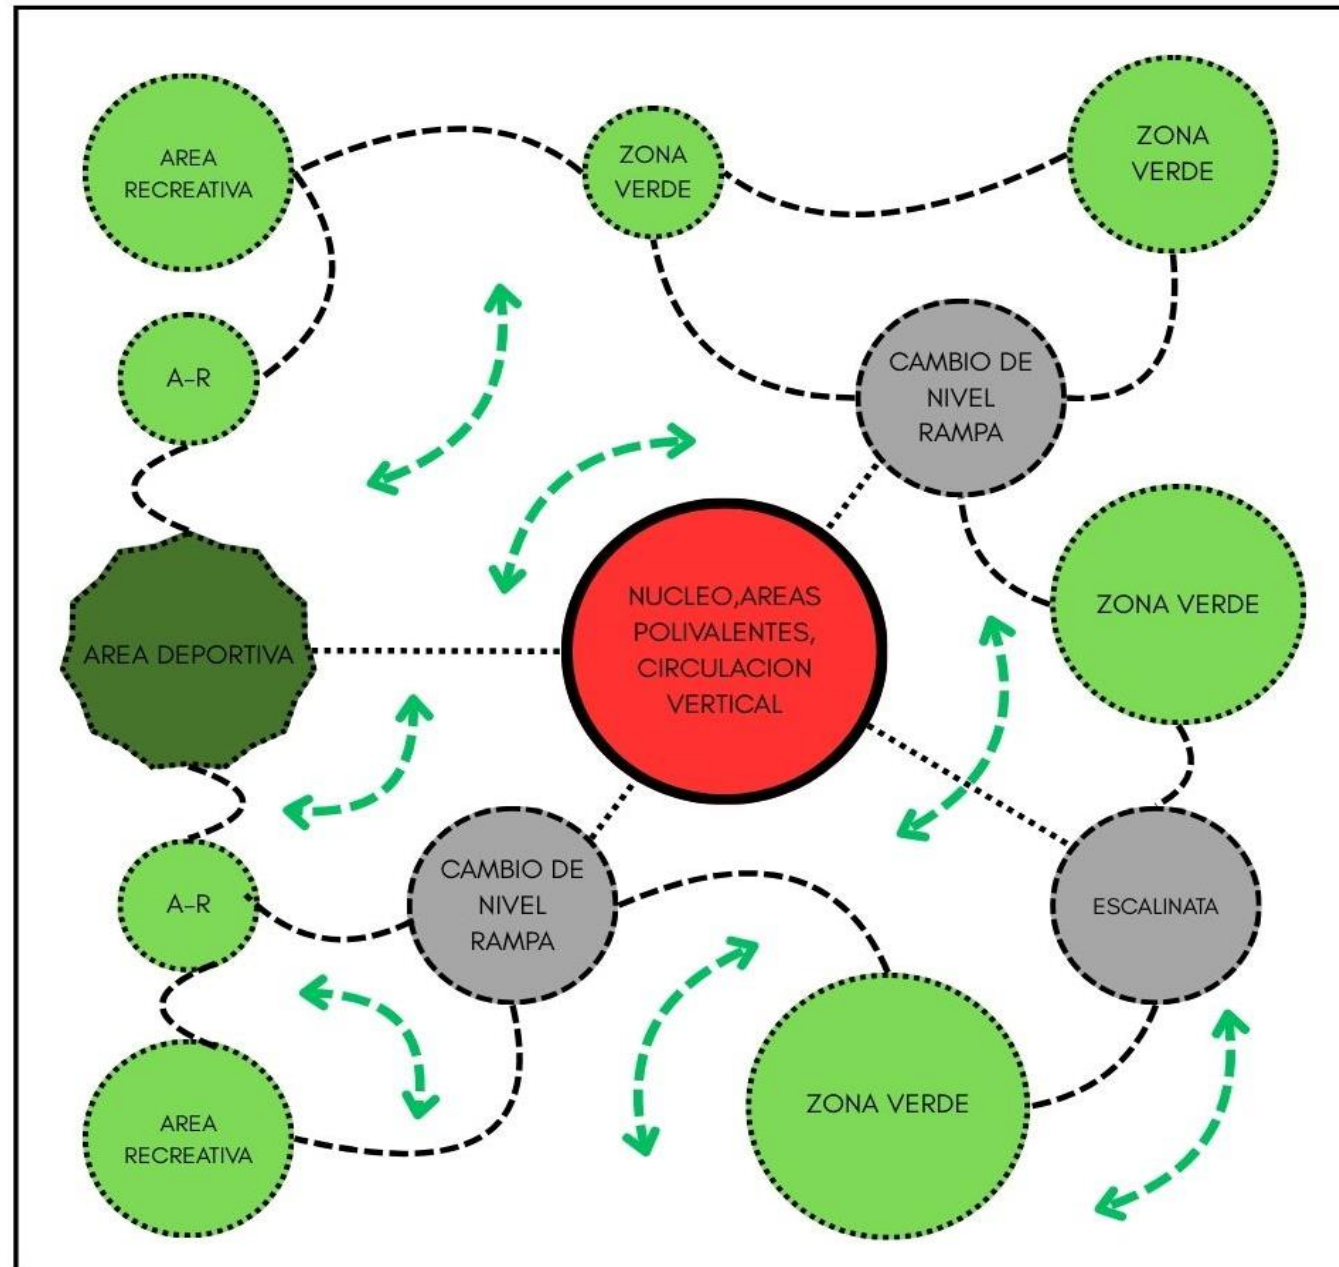 AREA
RECREATIVA
ZONA
VERDE
ZONA
VERDE
A-R
CAMBIO DE
NIVEL
RAMPA
AREA DEPORTIVA
NUCLEO,AREAS
POLIVALENTES,
CIRCULACION
VERTICAL
ZONA VERDE
A-R
CAMBIO DE
NIVEL
RAMPA
ESCALINATA
AREA
RECREATIVA
ZONA VERDE